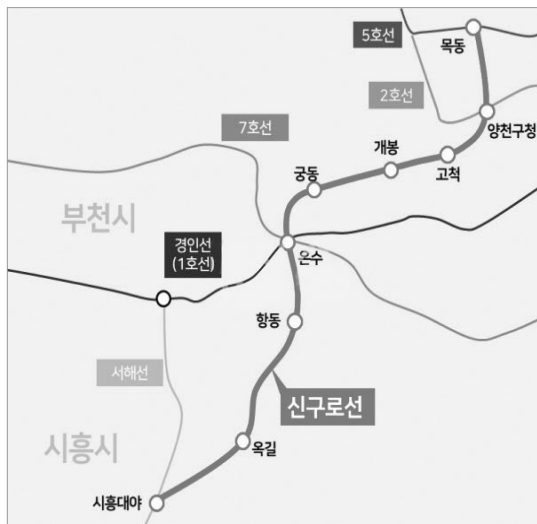 5호선
목동
2호선
양천구청
7호선
개봉
고척
궁동
부천시
경인선
(1호선)
온수
항동
서해선
신구로선
시흥시
옥길
시흥대야